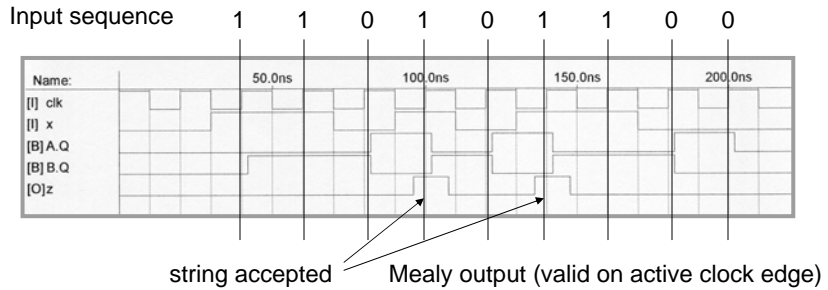 Input sequence 1 1 0 1 0 1 1 0 0
Name: 50.0ns 100.0ns 150.0ns 200.0ns
[I] clk
[I] x
[B] A.Q
[B] B.Q
[O]z
string accepted Mealy output (valid on active clock edge)